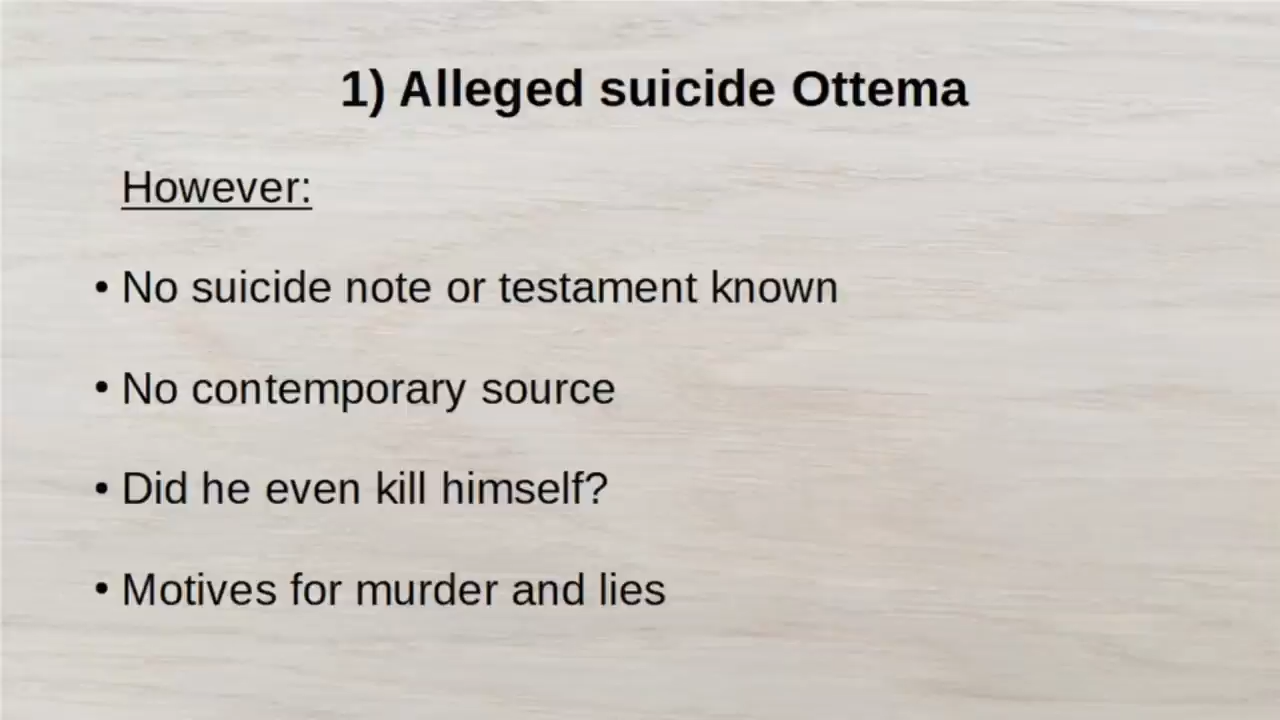 1) Alleged suicide Ottema
However:
• No suicide note or testament known
• No contemporary source
• Did he even kill himself?
• Motives for murder and lies